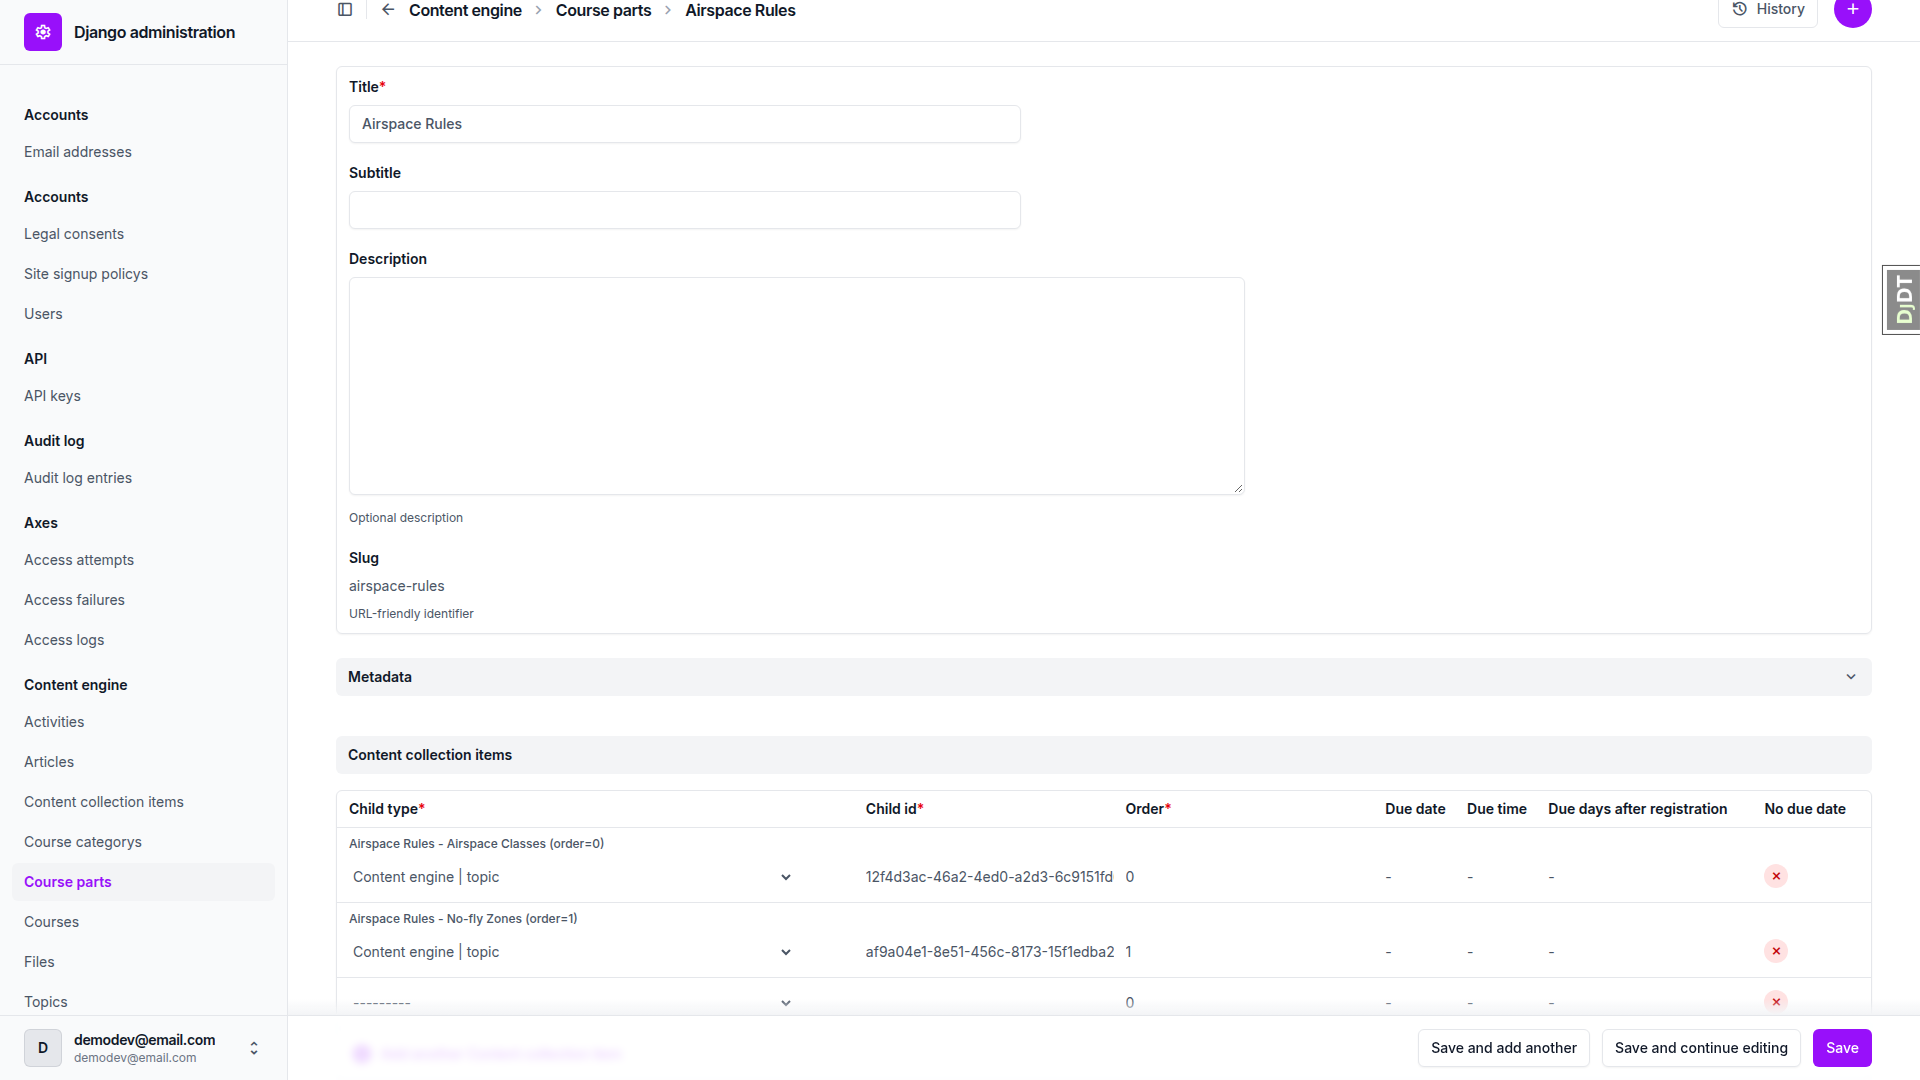 Django administration
Accounts
Email addresses
Accounts
Legal consents
Site signup policys
Users
API
API keys
Audit log
Audit log entries
Axes
Access attempts
Access failures
Access logs
Content engine
Activities
Articles
Content collection items
Course categorys
Course parts
Courses
Files
Topics
D
demodev@email.com
demodev@email.com
Content engine
Course parts
Airspace Rules
History
Title*
Airspace Rules
Subtitle
Description
Optional description
Slug
airspace-rules
URL-friendly identifier
Metadata
Content collection items
Child type* Child id* Order* Due date Due time Due days after registration No due date
Airspace Rules - Airspace Classes (order=0)
Content engine | topic 12f4d3ac-46a2-4ed0-a2d3-6c9151fd 0 - - -
Airspace Rules - No-fly Zones (order=1)
Content engine | topic af9a04e1-8e51-456c-8173-15f1edba2 1 - - -
--------- 0 - - -
Save and add another
Save and continue editing
Save
DjDT